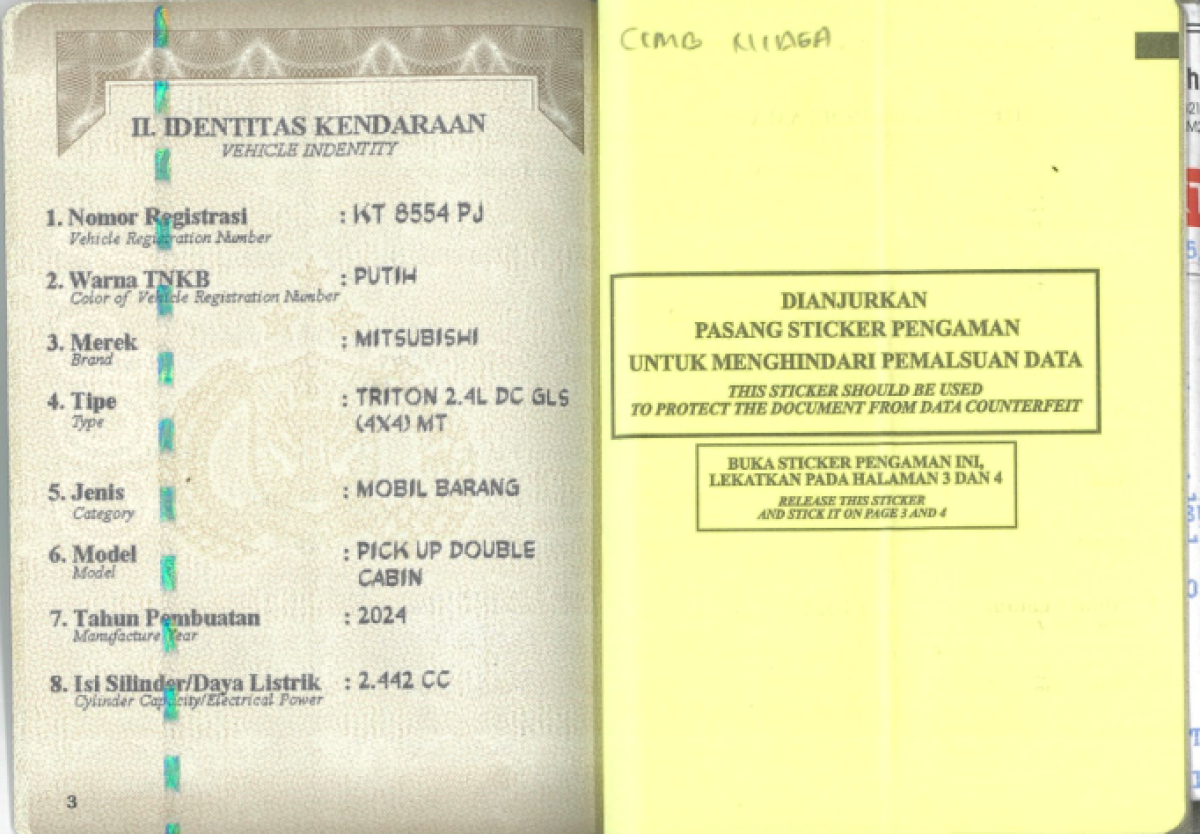 II. IDENTITAS KENDARAAN
VEHICLE INDENTITY
1. Nomor Registrasi : KT 8554 PJ
Vehicle Registration Number
2. Warna TNKB : PUTIH
Color of Vehicle Registration Number
3. Merek : MITSUBISHI
Brand
4. Tipe : TRITON 2.4L DC GLS
Type (4X4) MT
5. Jenis : MOBIL BARANG
Category
6. Model : PICK UP DOUBLE
Model CABIN
7. Tahun Pembuatan : 2024
Manufacture Year
8. Isi Silinder/Daya Listrik : 2.442 CC
Cylinder Capacity/Electrical Power
3
CIMB NIAGA
DIANJURKAN
PASANG STICKER PENGAMAN
UNTUK MENGHINDARI PEMALSUAN DATA
THIS STICKER SHOULD BE USED
TO PROTECT THE DOCUMENT FROM DATA COUNTERFEIT
BUKA STICKER PENGAMAN INI,
LEKATKAN PADA HALAMAN 3 DAN 4
RELEASE THIS STICKER
AND STICK IT ON PAGE 3 AND 4